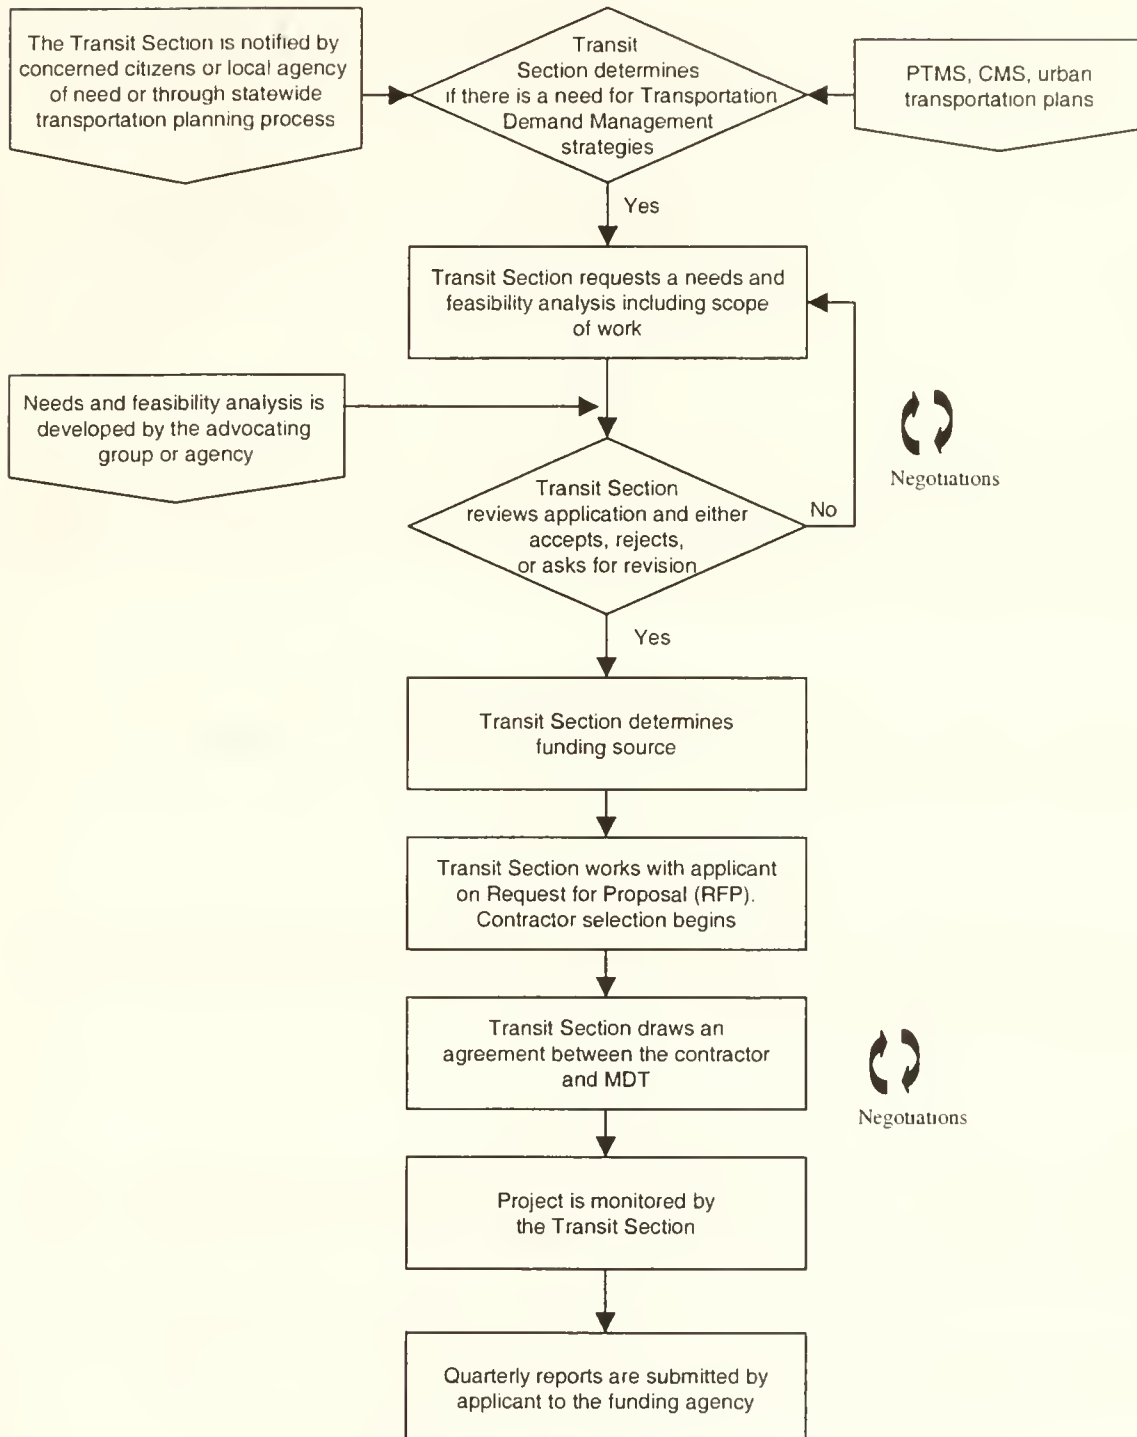 The Transit Section is notified by
concerned citizens or local agency
of need or through statewide
transportation planning process
Transit
Section determines
if there is a need for Transportation
Demand Management
strategies
PTMS, CMS, urban
transportation plans
Yes
Transit Section requests a needs and
feasibility analysis including scope
of work
Needs and feasibility analysis is
developed by the advocating
group or agency
Negotiations
Transit Section
reviews application and either
accepts, rejects,
or asks for revision
No
Yes
Transit Section determines
funding source
Transit Section works with applicant
on Request for Proposal (RFP).
Contractor selection begins
Transit Section draws an
agreement between the contractor
and MDT
Negotiations
Project is monitored by
the Transit Section
Quarterly reports are submitted by
applicant to the funding agency